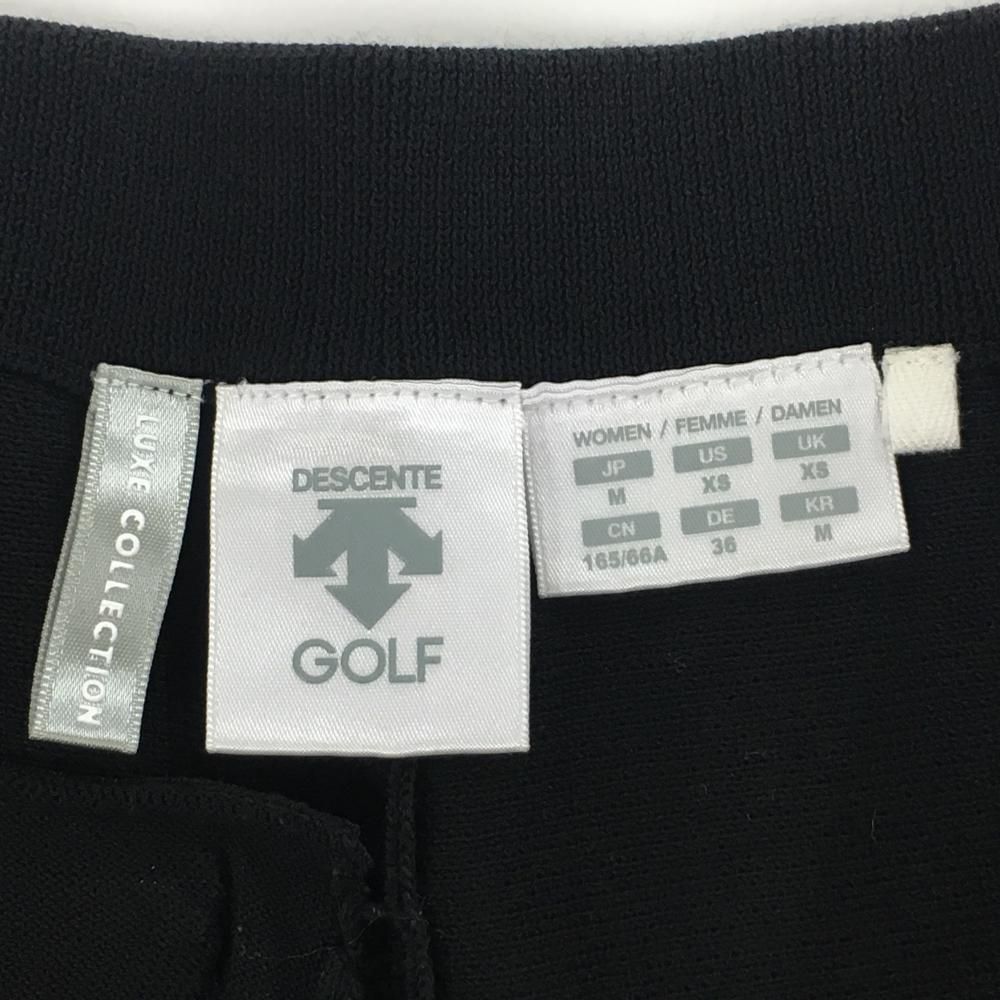 LUXE COLLECTION
DESCENTE
GOLF
WOMEN / FEMME / DAMEN
JP US UK
M XS XS
CN DE KR
165/66A 36 M